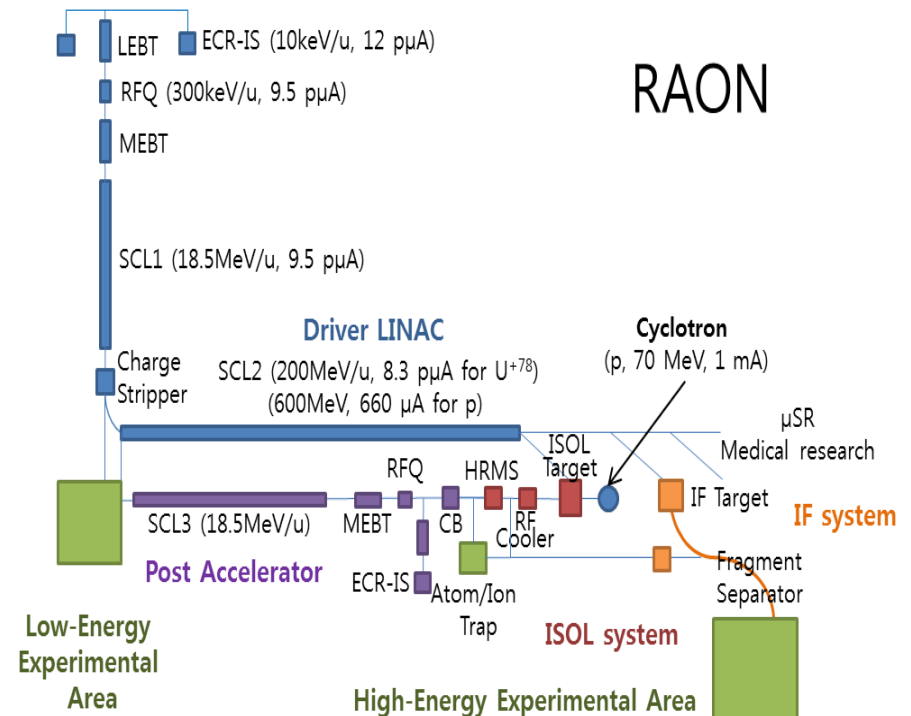 RAON
LEBT
ECR-IS (10keV/u, 12 pμA)
RFQ (300keV/u, 9.5 pμA)
MEBT
SCL1 (18.5MeV/u, 9.5 pμA)
Charge
Stripper
Driver LINAC
SCL2 (200MeV/u, 8.3 pμA for U+78)
(600MeV, 660 μA for p)
Cyclotron
(p, 70 MeV, 1 mA)
μSR
Medical research
ISOL
Target
IF Target
IF system
RFQ
HRMS
SCL3 (18.5MeV/u)
MEBT
CB
RF
Cooler
Post Accelerator
ECR-IS
Atom/Ion
Trap
Fragment
Separator
ISOL system
Low-Energy
Experimental
Area
High-Energy Experimental Area